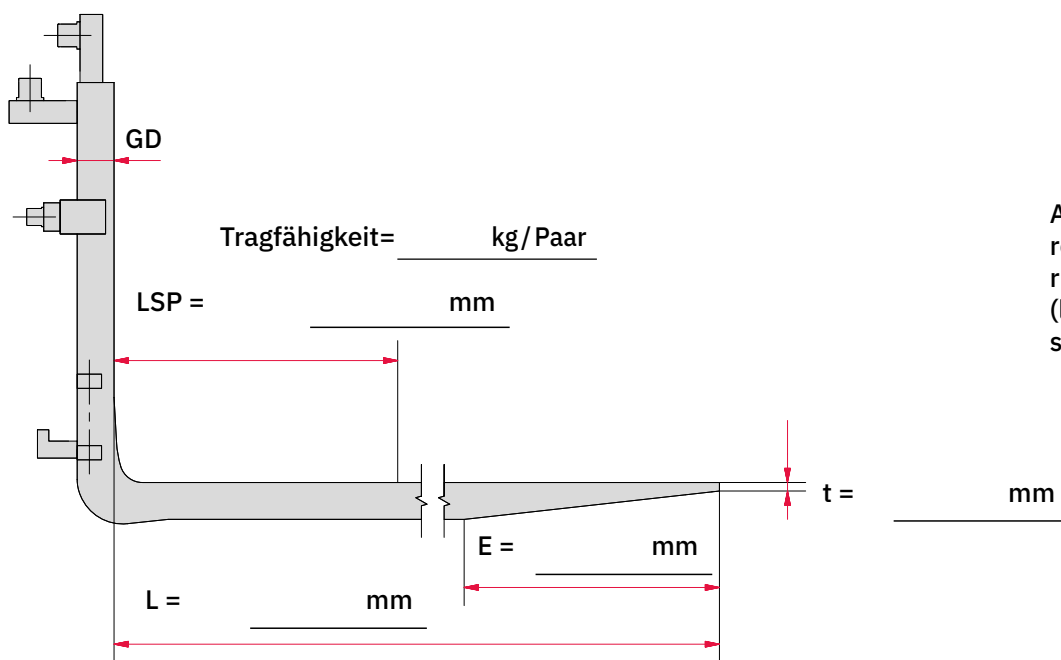 GD
Tragfähigkeit= kg/Paar
LSP = mm
t = mm
E = mm
L = mm